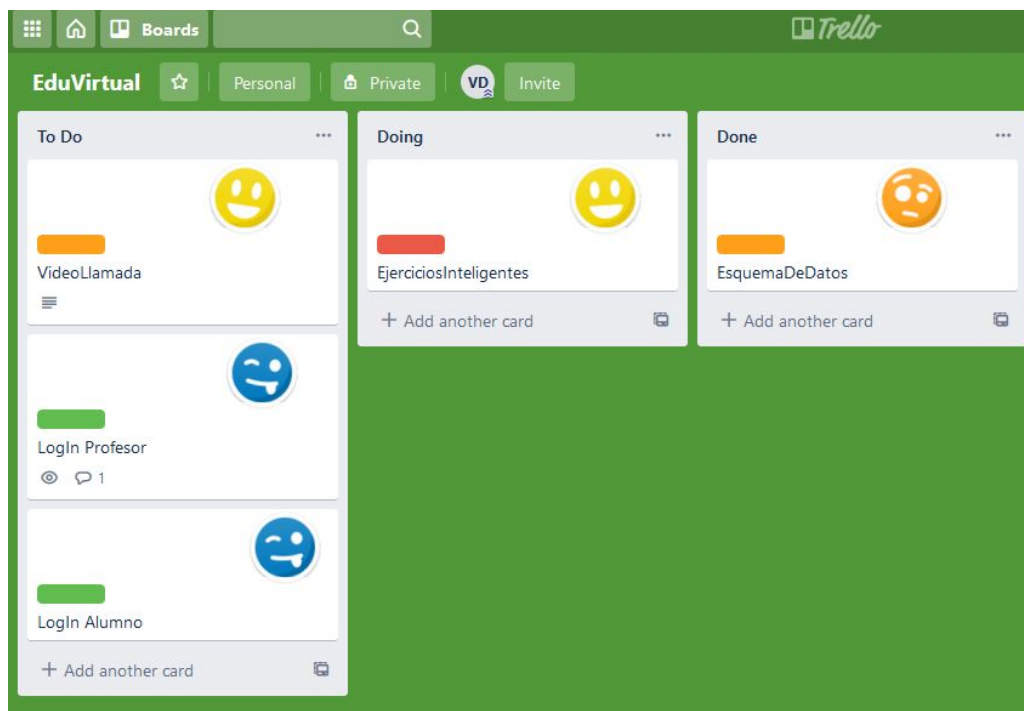 Boards
Trello
EduVirtual
Personal
Private
VD
Invite
To Do
VideoLlamada
LogIn Profesor
1
LogIn Alumno
+ Add another card
Doing
EjerciciosInteligentes
+ Add another card
Done
EsquemaDeDatos
+ Add another card